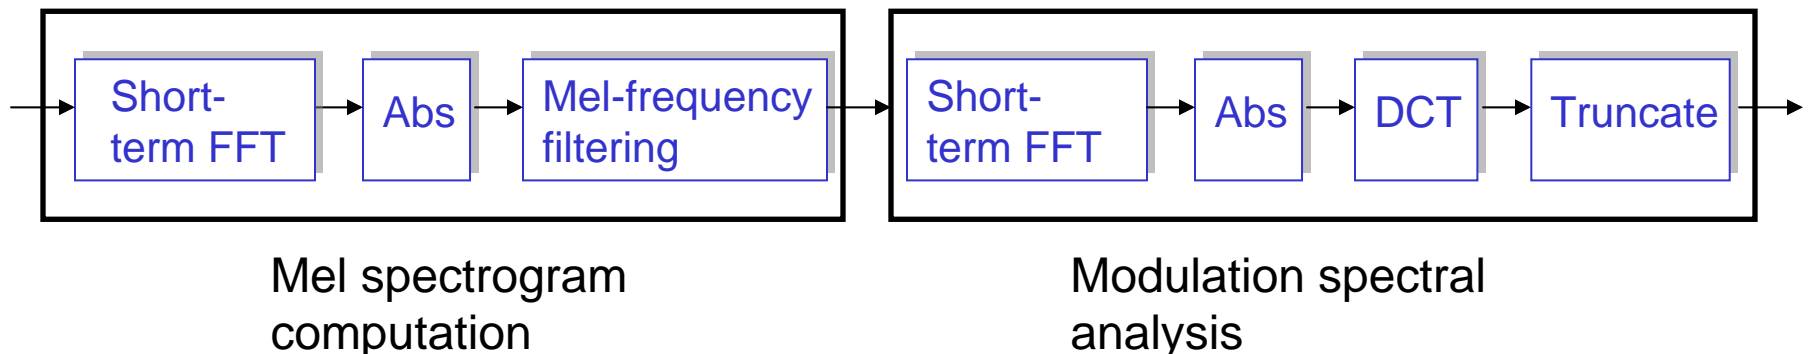 Short-
term FFT
Abs
Mel-frequency
filtering
Short-
term FFT
Abs
DCT
Truncate
Mel spectrogram
computation
Modulation spectral
analysis